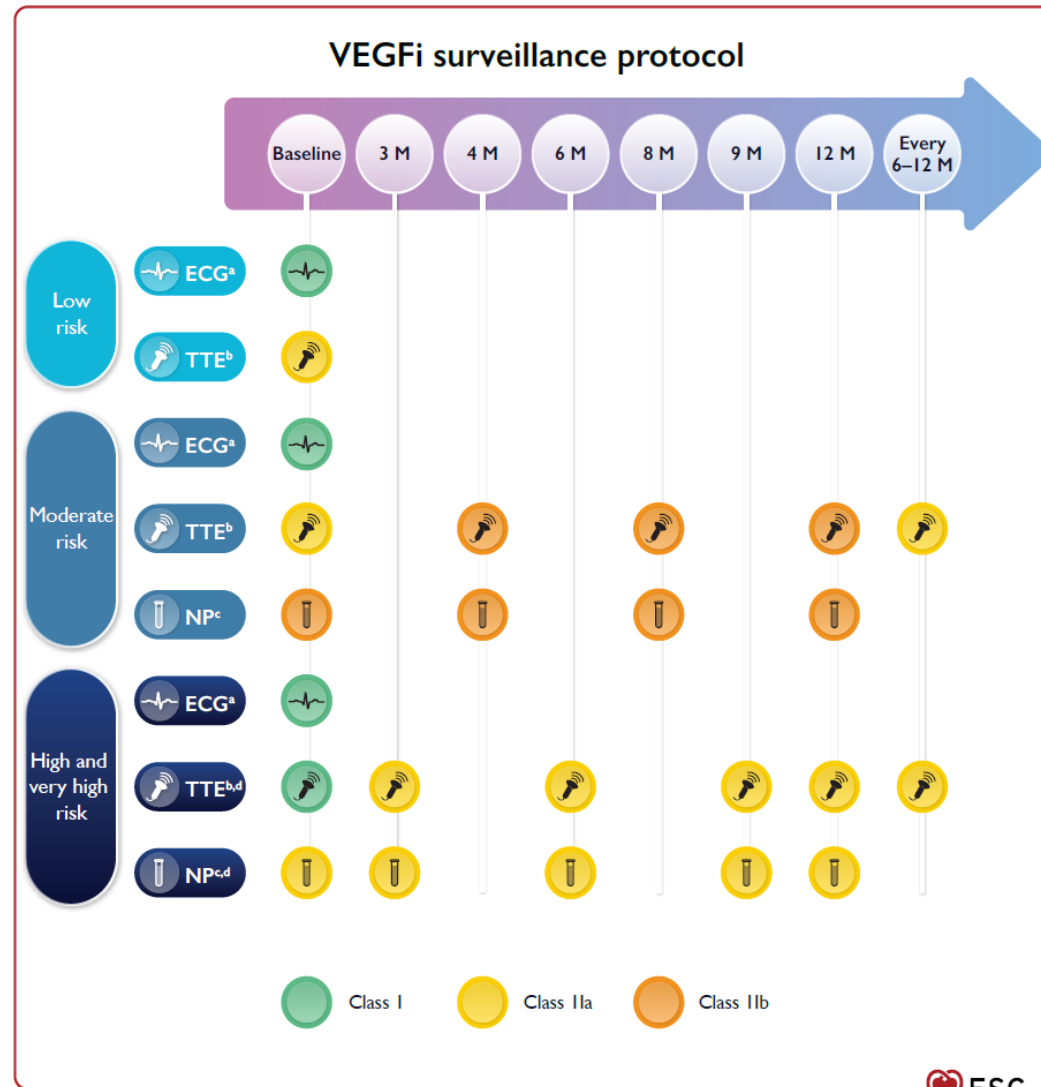 VEGFi surveillance protocol
Baseline
3 M
4 M
6 M
8 M
9 M
12 M
Every
6–12 M
Low
risk
ECGᵃ
TTEᵇ
Moderate
risk
ECGᵃ
TTEᵇ
NPᶜ
High and
very high
risk
ECGᵃ
TTEᵇ,ᵈ
NPᶜ,ᵈ
Class I
Class IIa
Class IIb
ESC